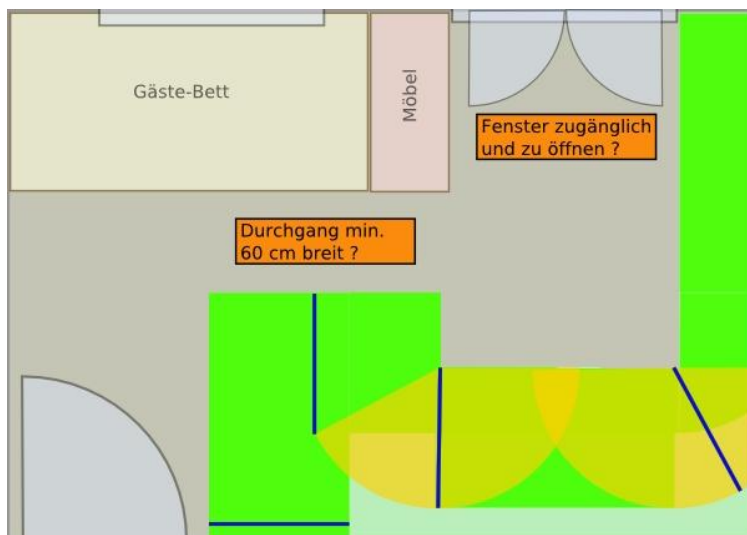 Gäste-Bett
Möbel
Fenster zugänglich
und zu öffnen ?
Durchgang min.
60 cm breit ?